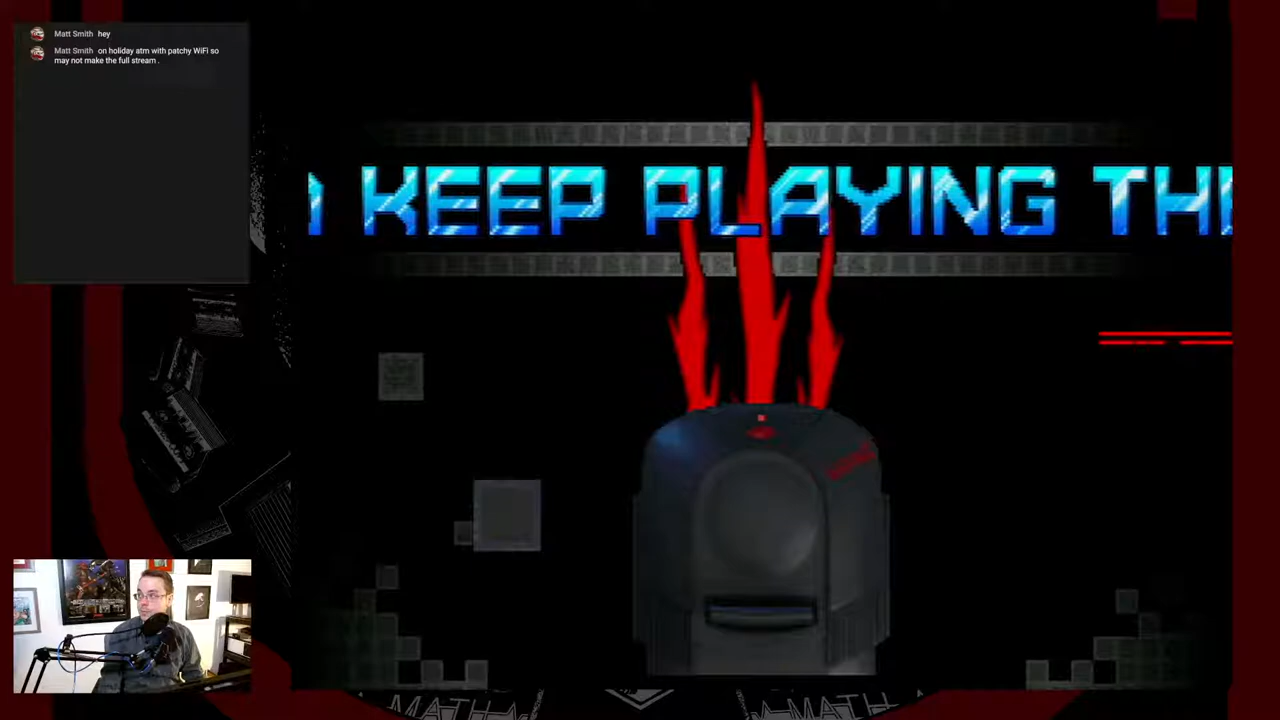 Matt Smith hey
Matt Smith on holiday atm with patchy WiFi so
may not make the full stream .
KEEP PLAYING THE